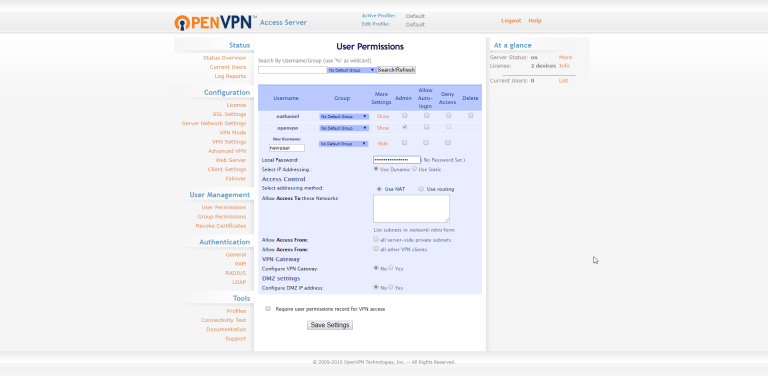 OPENVPN™ Access Server
Active Profile: Default
Edit Profile: Default
Logout Help
Status
Status Overview
Current Users
Log Reports
Configuration
License
SSL Settings
Server Network Settings
VPN Mode
VPN Settings
Advanced VPN
Web Server
Client Settings
Failover
User Management
User Permissions
Group Permissions
Revoke Certificates
Authentication
General
PAM
RADIUS
LDAP
Tools
Profiles
Connectivity Test
Documentation
Support
User Permissions
Search By Username/Group (use '%' as wildcard)
No Default Group Search/Refresh
Username Group More Settings Admin Allow Auto-login Deny Access Delete
No Default Group Show
openvpn No Default Group Show
New Username:
newuser No Default Group Hide
Local Password: •••••••••••••••• ( No Password Set )
Select IP Addressing: Use Dynamic Use Static
Access Control
Select addressing method: Use NAT Use routing
Allow Access To these Networks:
List subnets in network/nbits form
Allow Access From: all server-side private subnets
Allow Access From: all other VPN clients
VPN Gateway
Configure VPN Gateway: No Yes
DMZ settings
Configure DMZ IP address: No Yes
Require user permissions record for VPN access
Save Settings
At a glance
Server Status: on More
License: 2 devices Info
Current Users: 0 List
© 2009-2015 OpenVPN Technologies, Inc. -- All Rights Reserved.